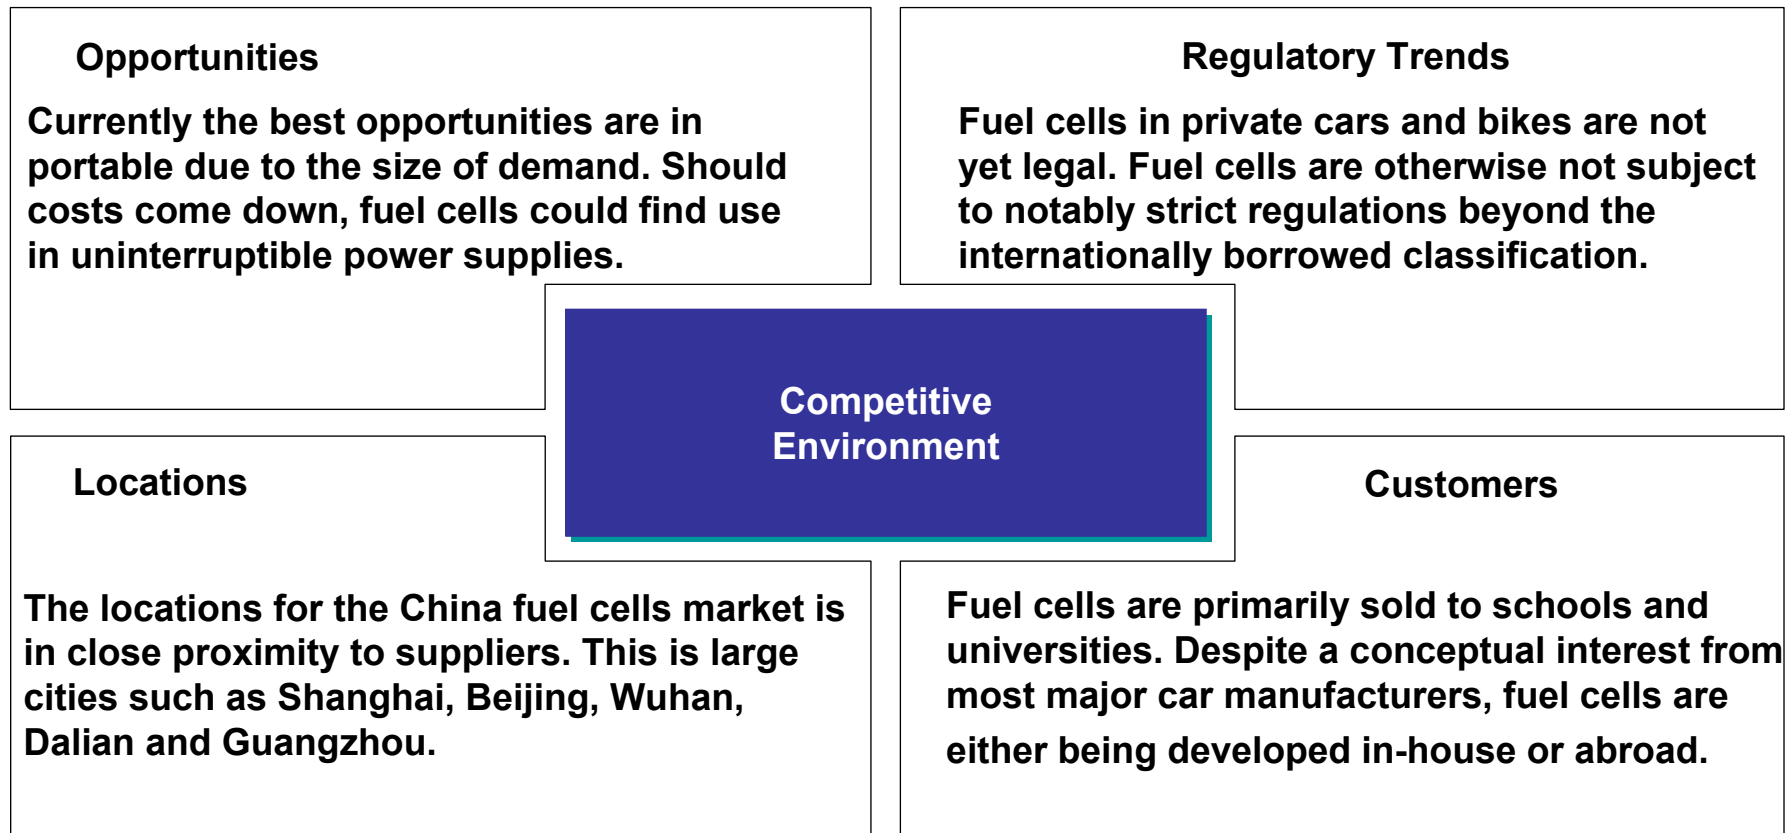 Opportunities
Currently the best opportunities are in
portable due to the size of demand. Should
costs come down, fuel cells could find use
in uninterruptible power supplies.
Regulatory Trends
Fuel cells in private cars and bikes are not
yet legal. Fuel cells are otherwise not subject
to notably strict regulations beyond the
internationally borrowed classification.
Competitive
Environment
Locations
The locations for the China fuel cells market is
in close proximity to suppliers. This is large
cities such as Shanghai, Beijing, Wuhan,
Dalian and Guangzhou.
Customers
Fuel cells are primarily sold to schools and
universities. Despite a conceptual interest from
most major car manufacturers, fuel cells are
either being developed in-house or abroad.